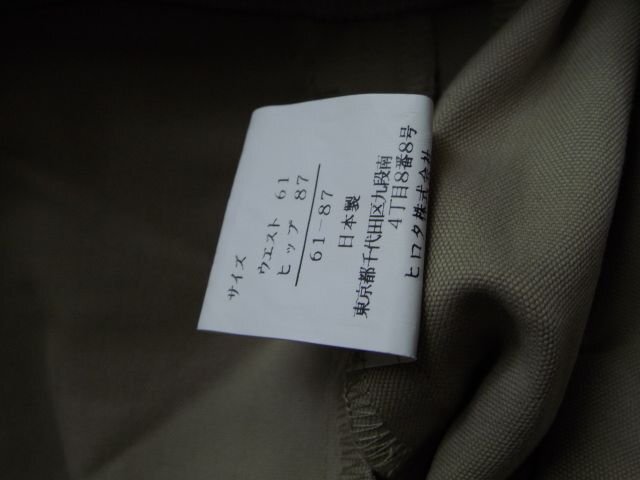 サイズ
ウエスト 61
ヒップ 87
61-87
日本製
東京都千代田区九段南
4丁目8番8号
ヒロタ株式会社